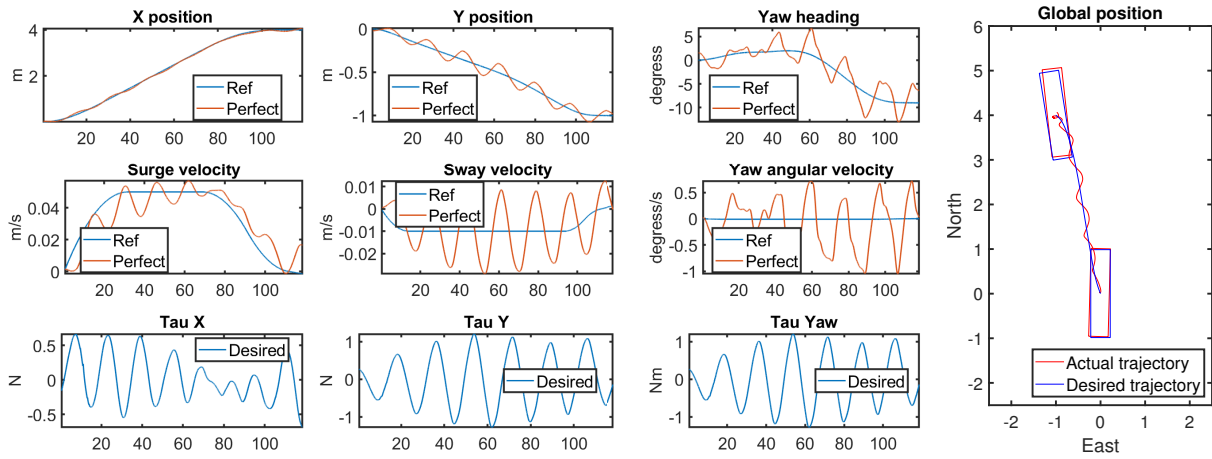 X position
4
2
m
20 40 60 80 100
Ref
Perfect
Y position
0
-0.5
-1
m
20 40 60 80 100
Ref
Perfect
Yaw heading
5
0
-5
-10
degress
20 40 60 80 100
Ref
Perfect
Surge velocity
0.04
0.02
0
m/s
20 40 60 80 100
Ref
Perfect
Sway velocity
0.01
0
-0.01
-0.02
m/s
20 40 60 80 100
Ref
Perfect
Yaw angular velocity
0.5
0
-0.5
-1
degress/s
20 40 60 80 100
Ref
Perfect
Tau X
0.5
0
-0.5
N
20 40 60 80 100
Desired
Tau Y
1
0
-1
N
20 40 60 80 100
Desired
Tau Yaw
1
0
-1
Nm
20 40 60 80 100
Desired
Global position
6
5
4
3
2
1
0
-1
-2
North
-2 -1 0 1 2
East
Actual trajectory
Desired trajectory